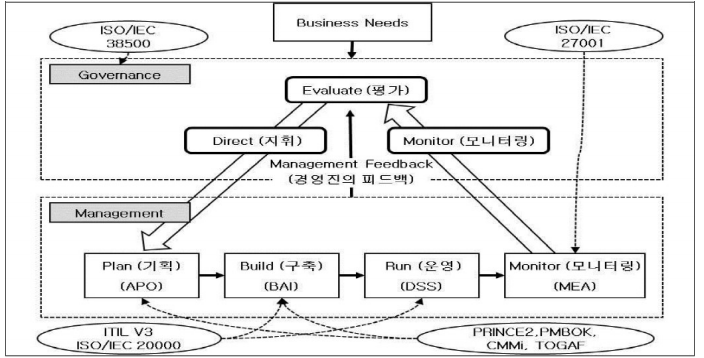 ISO/IEC
38500
Business Needs
ISO/IEC
27001
Governance
Evaluate (평가)
Direct (지휘)
Monitor (모니터링)
Management Feedback
(경영진의 피드백)
Management
Plan (기획)
(APO)
Build (구축)
(BAI)
Run (운영)
(DSS)
Monitor (모니터링)
(MEA)
ITIL V3
ISO/IEC 20000
PRINCE2,PMBOK,
CMMi, TOGAF